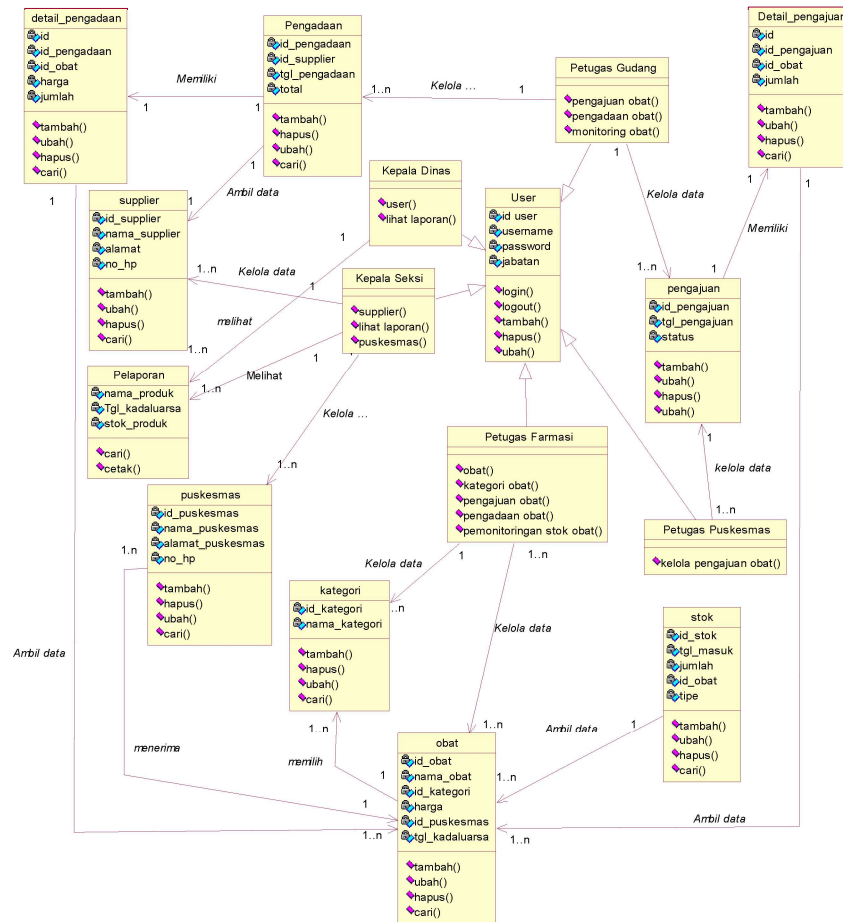 detail_pengadaan
id
id_pengadaan
id_obat
harga
jumlah
tambah()
ubah()
hapus()
cari()
Pengadaan
id_pengadaan
id_supplier
tgl_pengadaan
total
tambah()
hapus()
ubah()
cari()
Petugas Gudang
pengajuan obat()
pengadaan obat()
monitoring obat()
Detail_pengajuan
id
id_pengajuan
id_obat
jumlah
tambah()
ubah()
hapus()
cari()
Memiliki
1
1
Kelola ...
1..n
1
supplier
id_supplier
nama_supplier
alamat
no_hp
tambah()
ubah()
hapus()
cari()
Ambil data
1
1
Kepala Dinas
user()
lihat laporan()
User
id user
username
password
jabatan
login()
logout()
tambah()
hapus()
ubah()
Kelola data
1
1..n
Memiliki
1
1
pengajuan
id_pengajuan
tgl_pengajuan
status
tambah()
ubah()
hapus()
ubah()
Kepala Seksi
supplier()
lihat laporan()
puskesmas()
Kelola data
1..n
1
melihat
1
1..n
Melihat
1
1..n
Pelaporan
nama_produk
Tgl_kadaluarsa
stok_produk
cari()
cetak()
Kelola ...
1..n
puskesmas
id_puskesmas
nama_puskesmas
alamat_puskesmas
no_hp
tambah()
hapus()
ubah()
cari()
Petugas Farmasi
obat()
kategori obat()
pengajuan obat()
pengadaan obat()
pemonitoringan stok obat()
kelola data
1
1..n
Petugas Puskesmas
kelola pengajuan obat()
Kelola data
1
1..n
kategori
id_kategori
nama_kategori
tambah()
hapus()
ubah()
cari()
Kelola data
1..n
1..n
stok
id_stok
tgl_masuk
jumlah
id_obat
tipe
tambah()
ubah()
hapus()
cari()
Ambil data
1
1..n
memilih
1..n
1
menerima
1.n
1
Ambil data
1
1..n
Ambil data
1
1..n
obat
id_obat
nama_obat
id_kategori
harga
id_puskesmas
tgl_kadaluarsa
tambah()
ubah()
hapus()
cari()